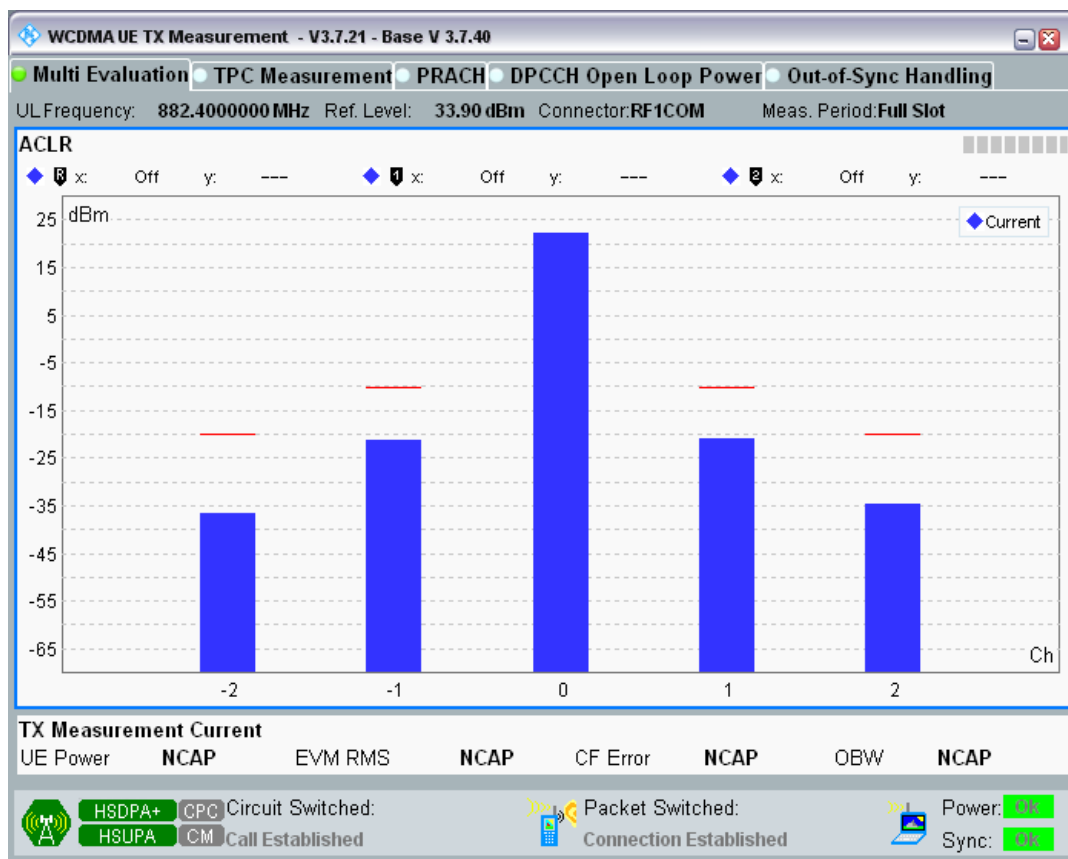 WCDMA UE TX Measurement - V3.7.21 - Base V 3.7.40
Multi Evaluation TPC Measurement PRACH DPCCH Open Loop Power Out-of-Sync Handling
UL Frequency: 882.4000000 MHz Ref. Level: 33.90 dBm Connector:RF1COM Meas. Period:Full Slot
ACLR
R x: Off y: --- 1 x: Off y: --- 2 x: Off y: ---
dBm
Current
25
15
5
-5
-15
-25
-35
-45
-55
-65
Ch
-2 -1 0 1 2
TX Measurement Current
UE Power NCAP EVM RMS NCAP CF Error NCAP OBW NCAP
HSDPA+ CPC Circuit Switched: Packet Switched: Power: Ok
HSUPA CM Call Established Connection Established Sync: Ok